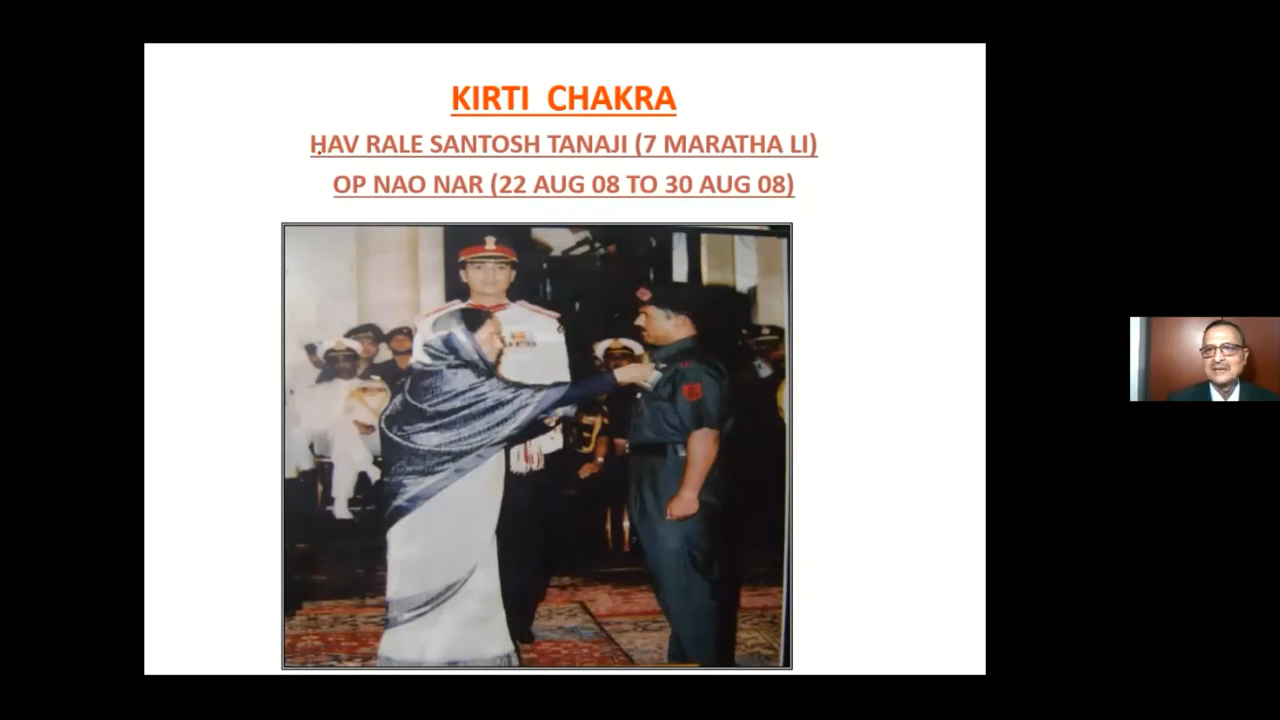 KIRTI CHAKRA
HAV RALE SANTOSH TANAJI (7 MARATHA LI)
OP NAO NAR (22 AUG 08 TO 30 AUG 08)